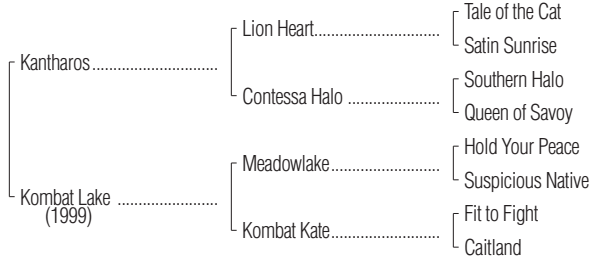 Tale of the Cat
Lion Heart..............................
Satin Sunrise
Kantharos..............................
Southern Halo
Contessa Halo ......................
Queen of Savoy
Hold Your Peace
Meadowlake..........................
Suspicious Native
Kombat Lake ........................
(1999)
Fit to Fight
Kombat Kate..........................
Caitland